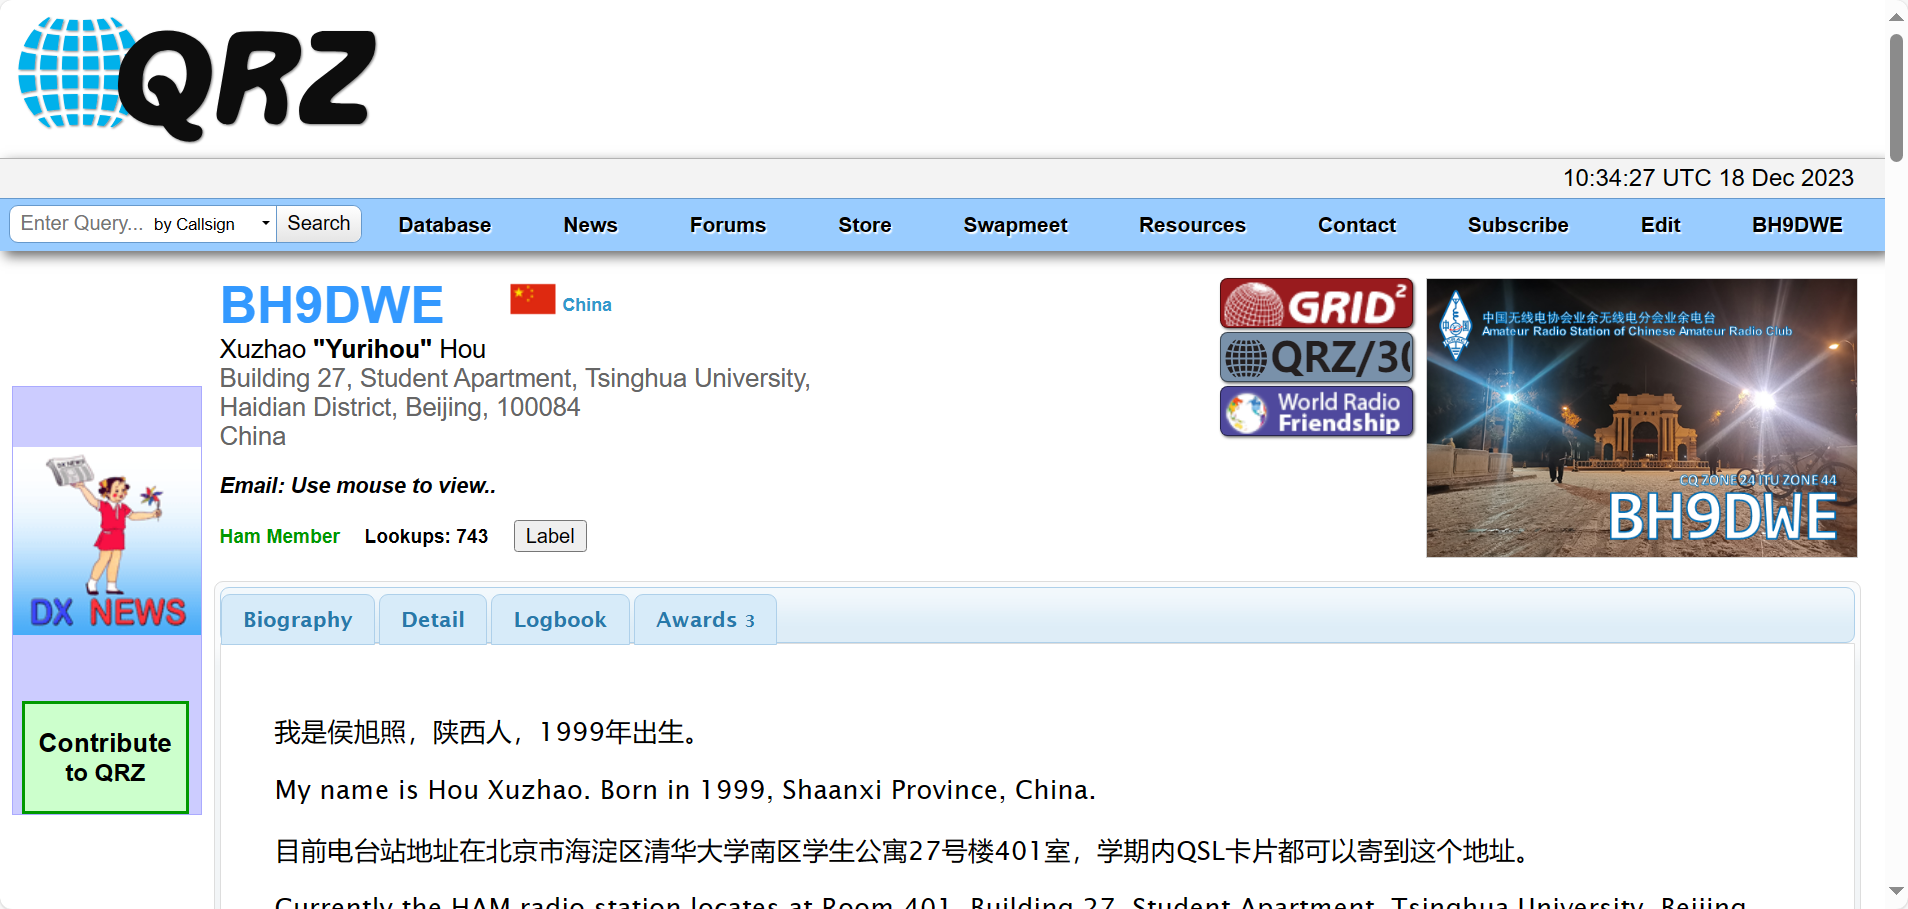 QRZ
10:34:27 UTC 18 Dec 2023
Enter Query... by Callsign Search Database News Forums Store Swapmeet Resources Contact Subscribe Edit BH9DWE
BH9DWE China
Xuzhao "Yurihou" Hou
Building 27, Student Apartment, Tsinghua University,
Haidian District, Beijing, 100084
China
Email: Use mouse to view..
Ham Member Lookups: 743 Label
GRID²
QRZ/30
World Radio
Friendship
中国无线电协会业余无线电分会业余电台
Amateur Radio Station of Chinese Amateur Radio Club
CQ ZONE 24 ITU ZONE 44
BH9DWE
DX NEWS
DX NEWS
Contribute
to QRZ
Biography Detail Logbook Awards 3
我是侯旭照，陕西人，1999年出生。
My name is Hou Xuzhao. Born in 1999, Shaanxi Province, China.
目前电台站地址在北京市海淀区清华大学南区学生公寓27号楼401室，学期内QSL卡片都可以寄到这个地址。
Currently the HAM radio station locates at Room 401, Building 27, Student Apartment, Tsinghua University, Beijing